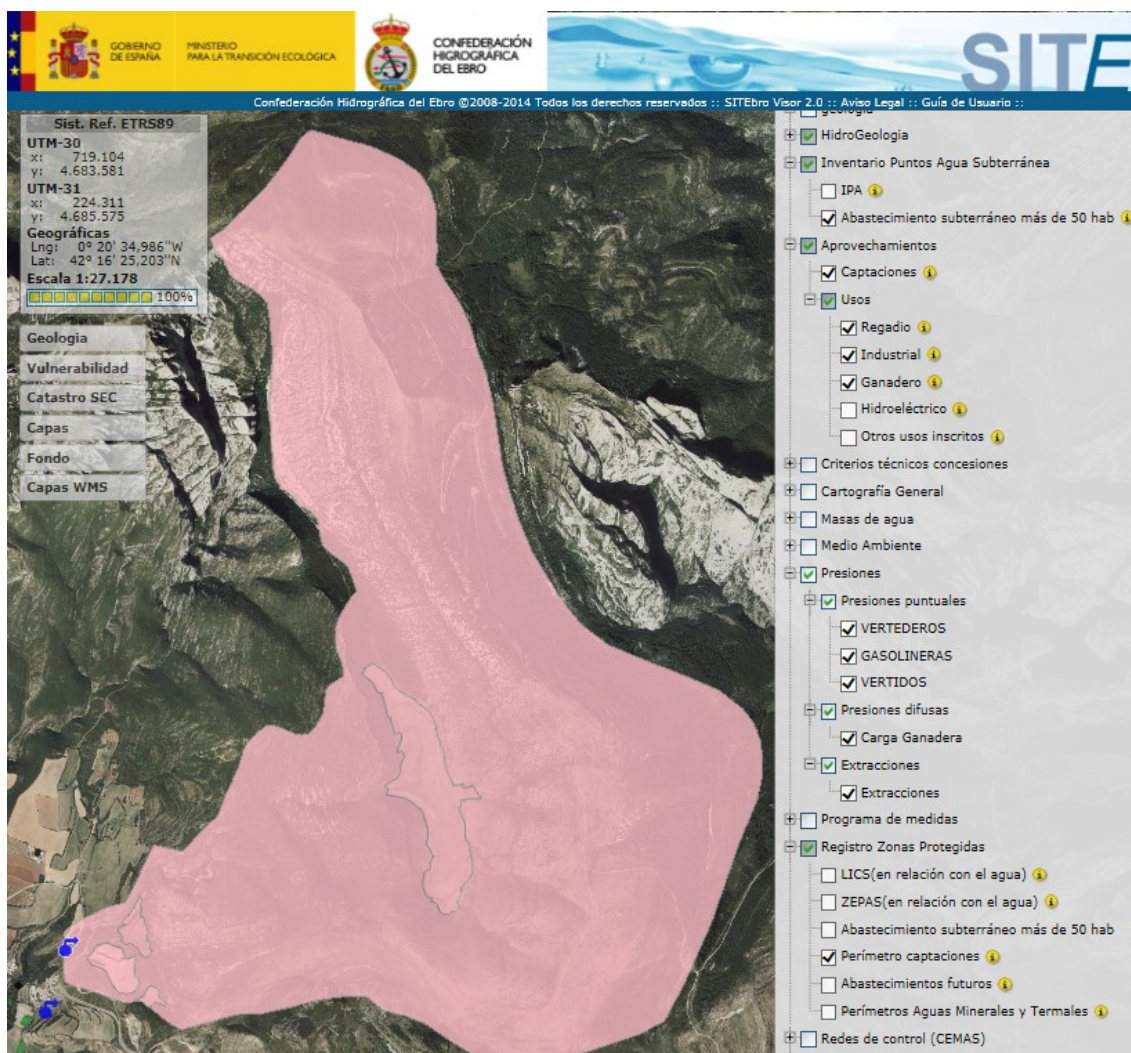 GOBIERNO
DE ESPAÑA
MINISTERIO
PARA LA TRANSICIÓN ECOLÓGICA
CONFEDERACIÓN
HIGROGRÁFICA
DEL EBRO
SITE
Confederación Hidrográfica del Ebro ©2008-2014 Todos los derechos reservados :: SITEbro Visor 2.0 :: Aviso Legal :: Guía de Usuario ::
Sist. Ref. ETRS89
UTM-30
x: 719.104
y: 4.683.581
UTM-31
x: 224.311
y: 4.685.575
Geográficas
Lng: 0º 20' 34,986''W
Lat: 42º 16' 25,203''N
Escala 1:27.178
100%
Geologia
Vulnerabilidad
Catastro SEC
Capas
Fondo
Capas WMS
geologia
HidroGeologia
Inventario Puntos Agua Subterránea
IPA
Abastecimiento subterráneo más de 50 hab
Aprovechamientos
Captaciones
Usos
Regadio
Industrial
Ganadero
Hidroeléctrico
Otros usos inscritos
Criterios técnicos concesiones
Cartografía General
Masas de agua
Medio Ambiente
Presiones
Presiones puntuales
VERTEDEROS
GASOLINERAS
VERTIDOS
Presiones difusas
Carga Ganadera
Extracciones
Extracciones
Programa de medidas
Registro Zonas Protegidas
LICS(en relación con el agua)
ZEPAS(en relación con el agua)
Abastecimiento subterráneo más de 50 hab
Perímetro captaciones
Abastecimientos futuros
Perímetros Aguas Minerales y Termales
Redes de control (CEMAS)